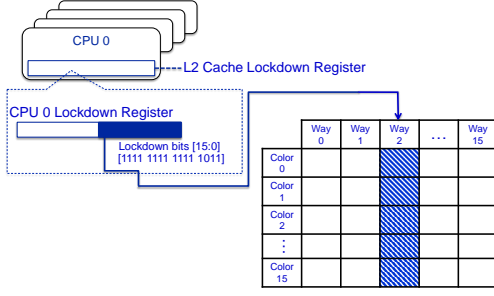 CPU 0
L2 Cache Lockdown Register
CPU 0 Lockdown Register
Lockdown bits [15:0]
[1111 1111 1111 1011]
Way 0
Way 1
Way 2
...
Way 15
Color 0
Color 1
Color 2
⋮
Color 15